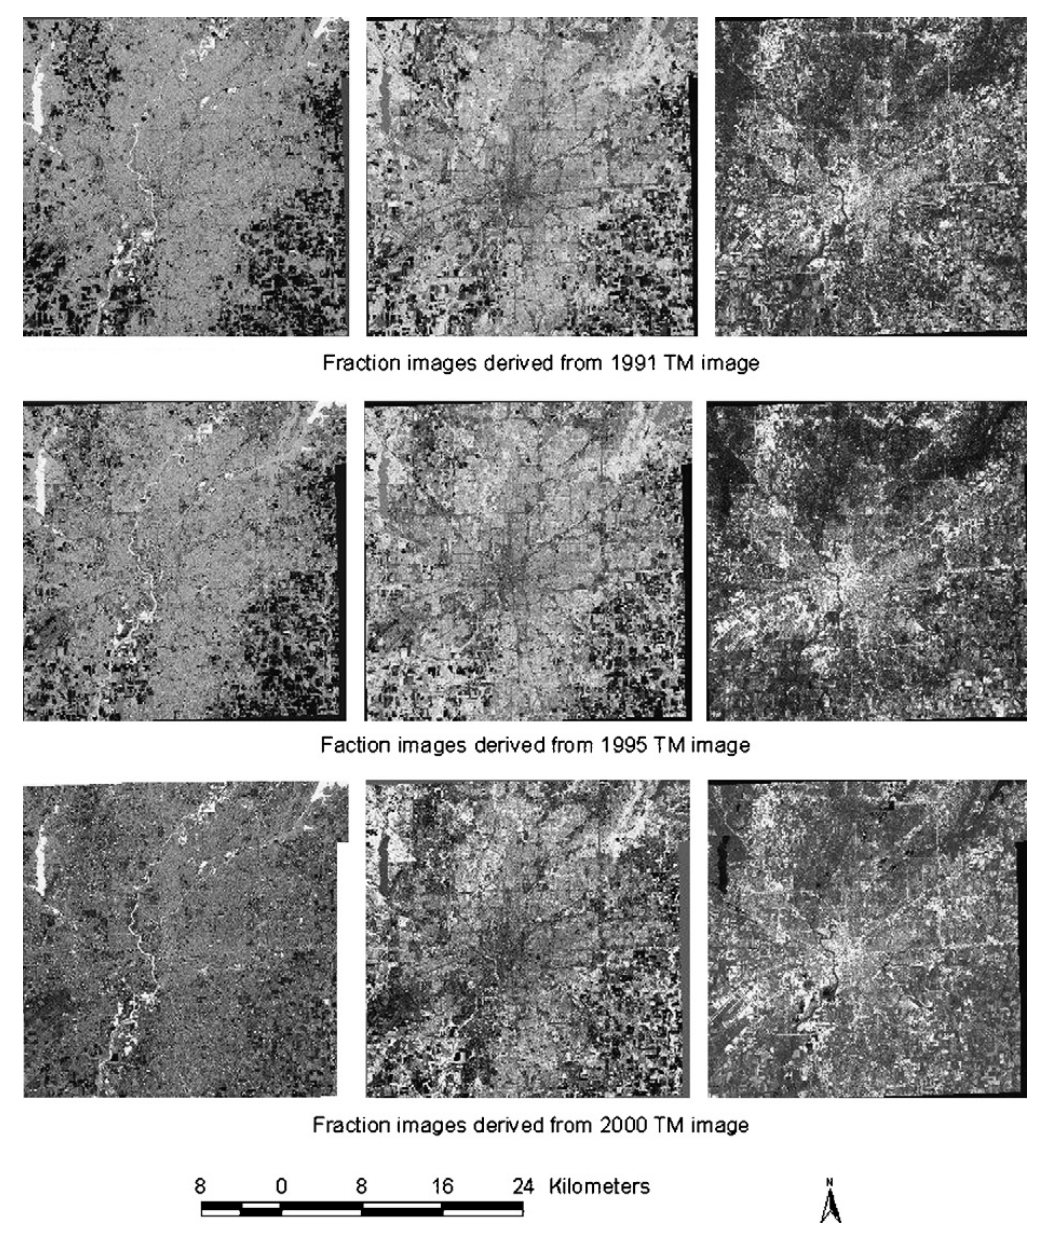 Fraction images derived from 1991 TM image
Faction images derived from 1995 TM image
Fraction images derived from 2000 TM image
8 0 8 16 24 Kilometers
N